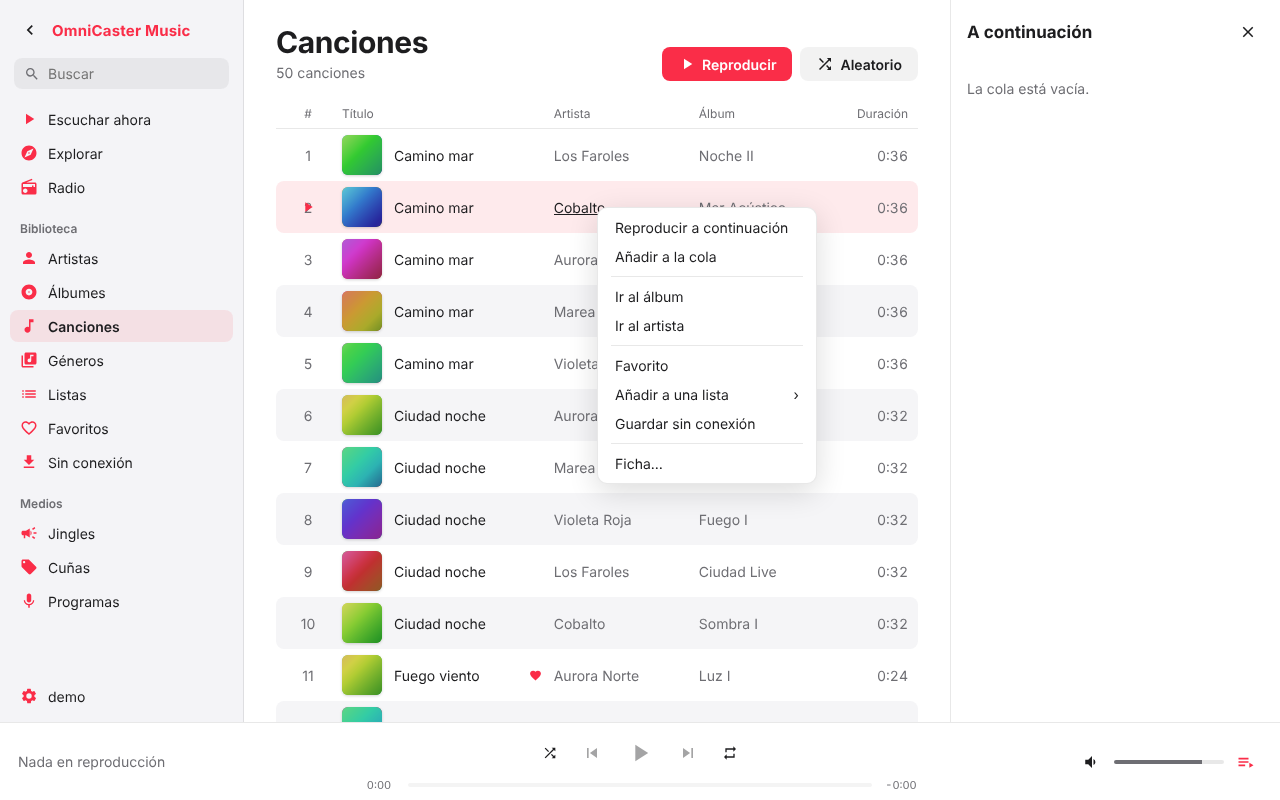 OmniCaster Music
Buscar
Escuchar ahora
Explorar
Radio
Biblioteca
Artistas
Álbumes
Canciones
Géneros
Listas
Favoritos
Sin conexión
Medios
Jingles
Cuñas
Programas
demo
Canciones
50 canciones
Reproducir
Aleatorio
# Título Artista Álbum Duración
1 Camino mar Los Faroles Noche II 0:36
2 Camino mar Cobalto Mar Acústico 0:36
3 Camino mar Aurora 0:36
4 Camino mar Marea 0:36
5 Camino mar Violeta 0:36
6 Ciudad noche Aurora 0:32
7 Ciudad noche Marea 0:32
8 Ciudad noche Violeta Roja Fuego I 0:32
9 Ciudad noche Los Faroles Ciudad Live 0:32
10 Ciudad noche Cobalto Sombra I 0:32
11 Fuego viento Aurora Norte Luz I 0:24
Reproducir a continuación
Añadir a la cola
Ir al álbum
Ir al artista
Favorito
Añadir a una lista ›
Guardar sin conexión
Ficha...
A continuación
La cola está vacía.
Nada en reproducción
0:00
-0:00